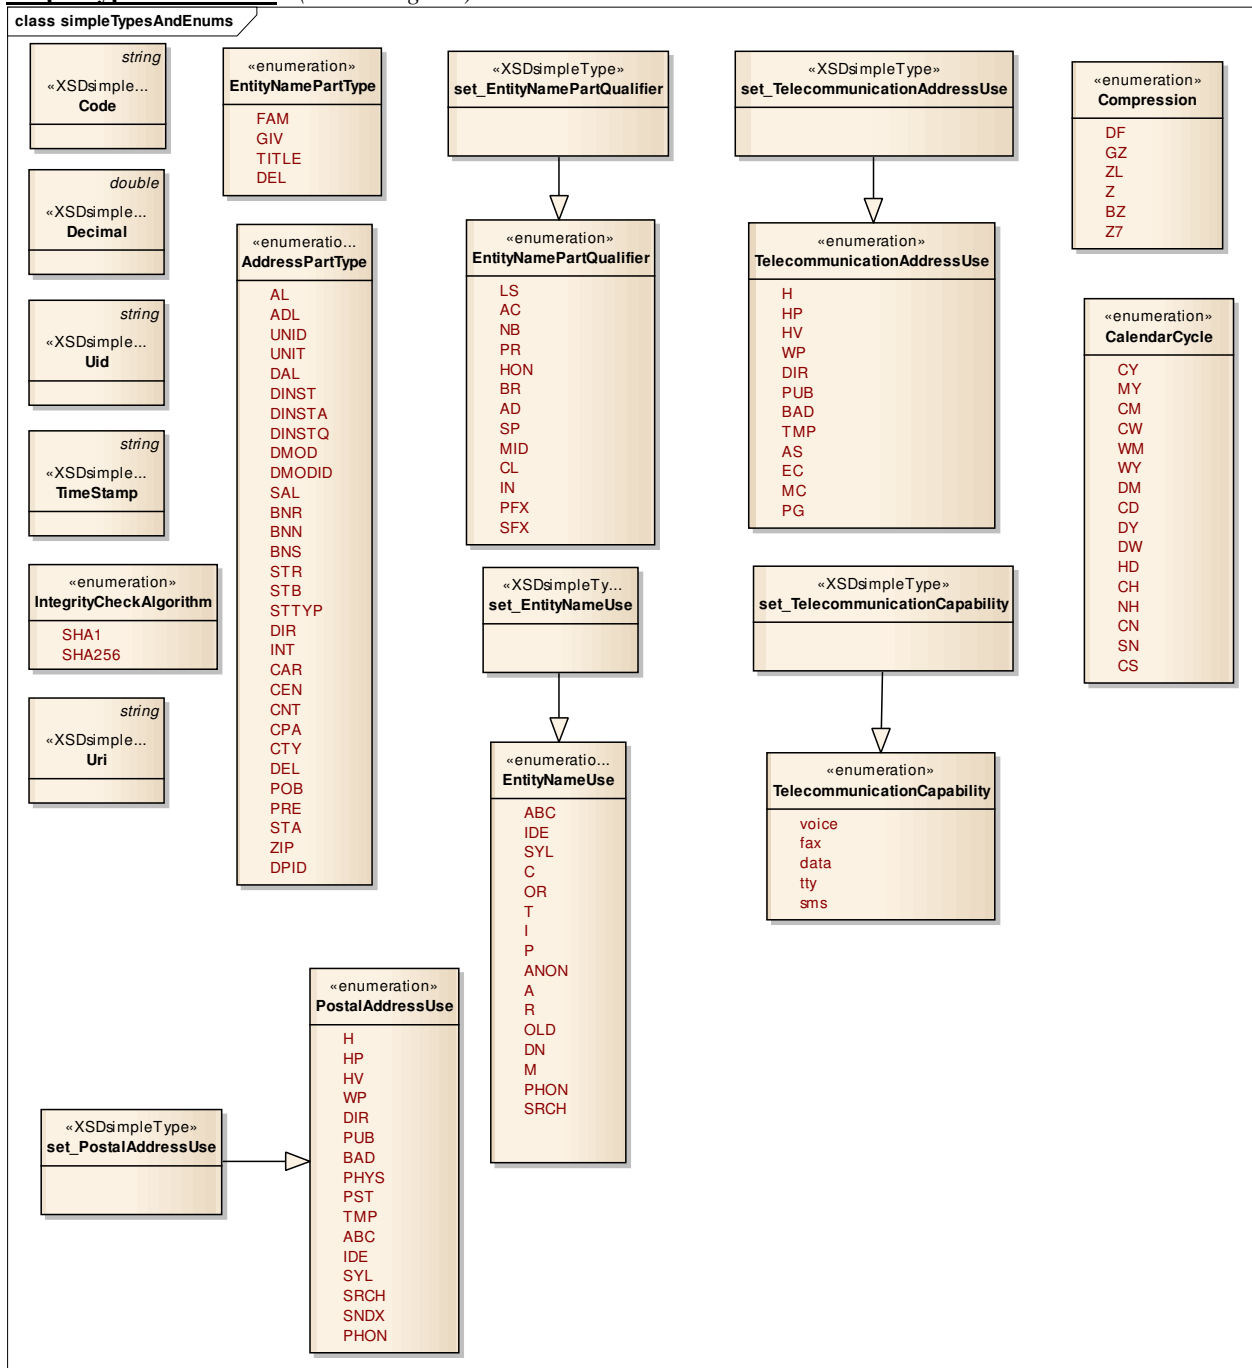 class simpleTypesAndEnums
string
«XSDsimple...
Code
double
«XSDsimple...
Decimal
string
«XSDsimple...
Uid
string
«XSDsimple...
TimeStamp
«enumeration»
IntegrityCheckAlgorithm
SHA1
SHA256
string
«XSDsimple...
Uri
«enumeration»
EntityNamePartType
FAM
GIV
TITLE
DEL
«enumeratio...
AddressPartType
AL
ADL
UNID
UNIT
DAL
DINST
DINSTA
DINSTQ
DMOD
DMODID
SAL
BNR
BNN
BNS
STR
STB
STTYP
DIR
INT
CAR
CEN
CNT
CPA
CTY
DEL
POB
PRE
STA
ZIP
DPID
«XSDsimpleType»
set_EntityNamePartQualifier
«enumeration»
EntityNamePartQualifier
LS
AC
NB
PR
HON
BR
AD
SP
MID
CL
IN
PFX
SFX
«XSDsimpleTy...
set_EntityNameUse
«enumeratio...
EntityNameUse
ABC
IDE
SYL
C
OR
T
I
P
ANON
A
R
OLD
DN
M
PHON
SRCH
«XSDsimpleType»
set_TelecommunicationAddressUse
«enumeration»
TelecommunicationAddressUse
H
HP
HV
WP
DIR
PUB
BAD
TMP
AS
EC
MC
PG
«XSDsimpleType»
set_TelecommunicationCapability
«enumeration»
TelecommunicationCapability
voice
fax
data
tty
sms
«enumeration»
Compression
DF
GZ
ZL
Z
BZ
Z7
«enumeration»
CalendarCycle
CY
MY
CM
CW
WM
WY
DM
CD
DY
DW
HD
CH
NH
CN
SN
CS
«XSDsimpleType»
set_PostalAddressUse
«enumeration»
PostalAddressUse
H
HP
HV
WP
DIR
PUB
BAD
PHYS
PST
TMP
ABC
IDE
SYL
SRCH
SNDX
PHON